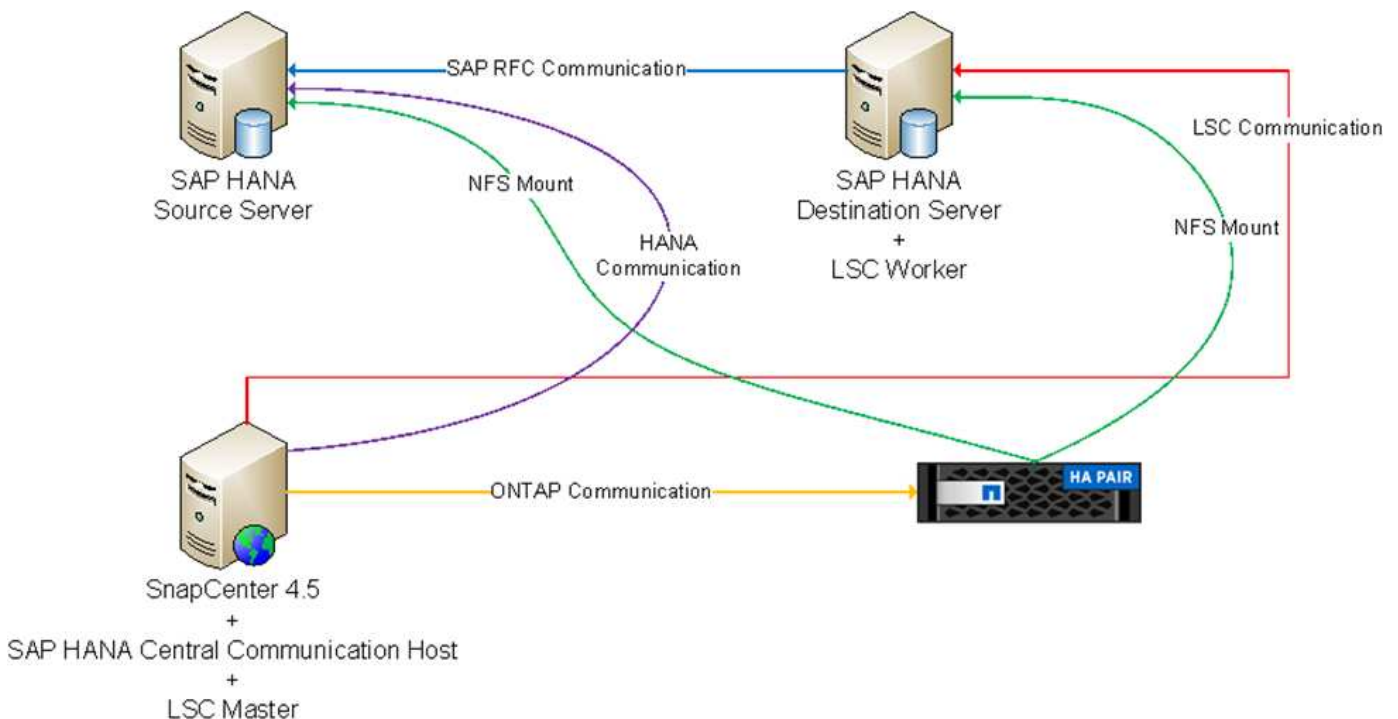 SAP RFC Communication
LSC Communication
SAP HANA
Source Server
NFS Mount
SAP HANA
Destination Server
+
LSC Worker
NFS Mount
HANA
Communication
HA PAIR
ONTAP Communication
SnapCenter 4.5
+
SAP HANA Central Communication Host
+
LSC Master